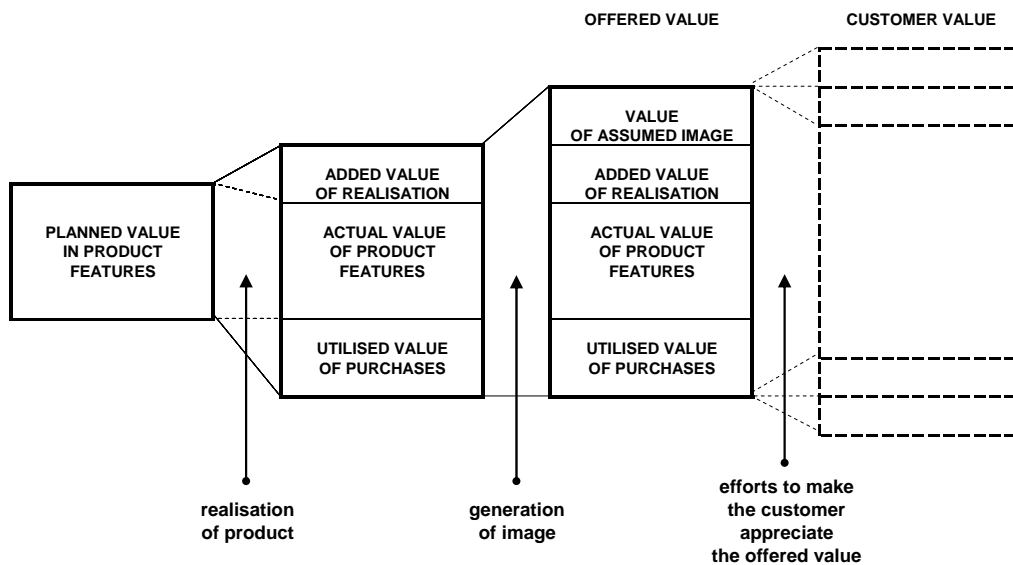 OFFERED VALUE
CUSTOMER VALUE
PLANNED VALUE
IN PRODUCT
FEATURES
ADDED VALUE
OF REALISATION
ACTUAL VALUE
OF PRODUCT
FEATURES
UTILISED VALUE
OF PURCHASES
VALUE
OF ASSUMED IMAGE
ADDED VALUE
OF REALISATION
ACTUAL VALUE
OF PRODUCT
FEATURES
UTILISED VALUE
OF PURCHASES
realisation
of product
generation
of image
efforts to make
the customer
appreciate
the offered value